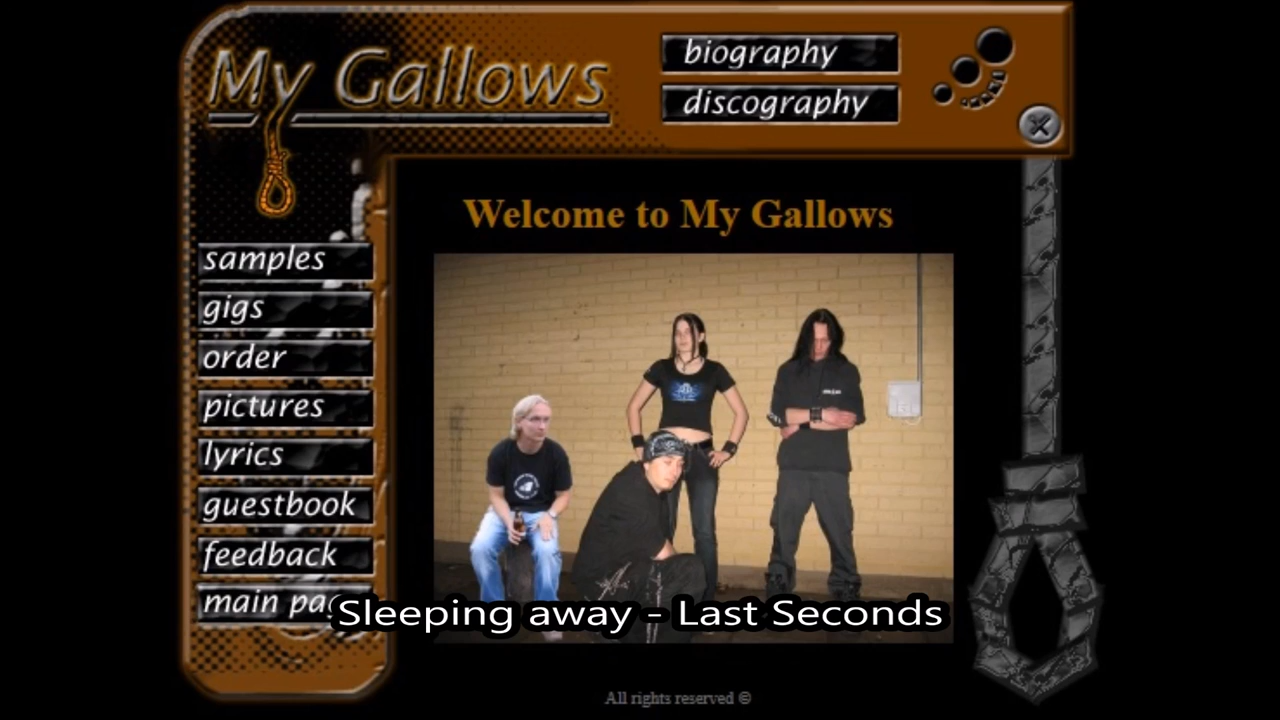 My Gallows
biography
discography
samples
gigs
order
pictures
lyrics
guestbook
feedback
main
Welcome to My Gallows
Sleeping away - Last Seconds
All rights reserved ©